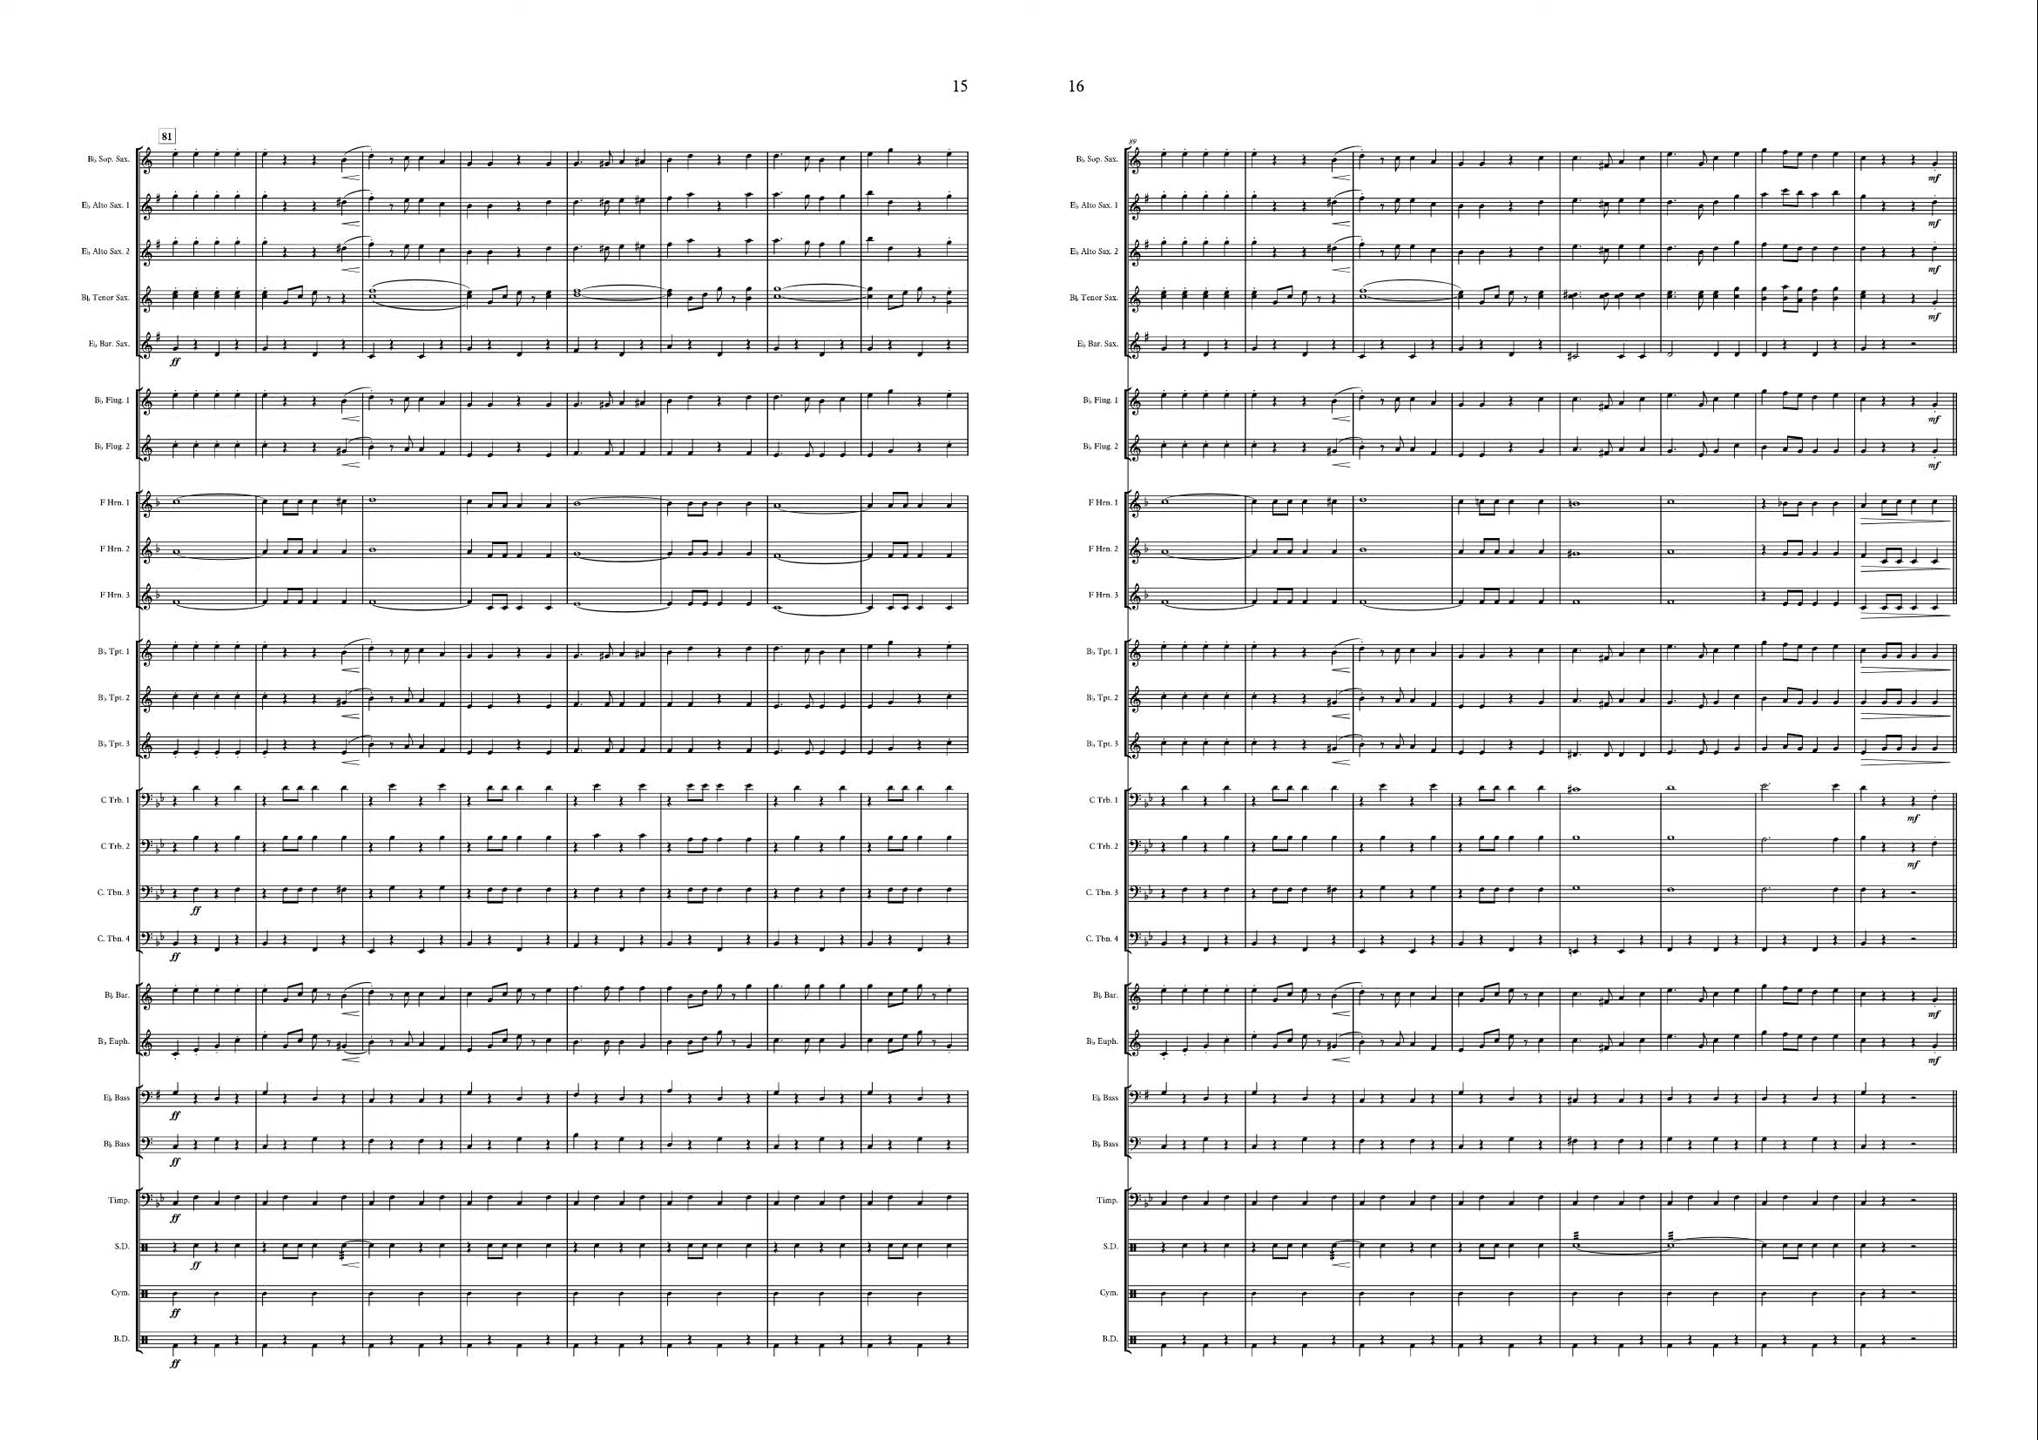 15
81
B♭ Sop. Sax.
E♭ Alto Sax. 1
E♭ Alto Sax. 2
B♭ Tenor Sax.
E♭ Bar. Sax.
ff
B♭ Flug. 1
B♭ Flug. 2
F Hrn. 1
F Hrn. 2
F Hrn. 3
B♭ Tpt. 1
B♭ Tpt. 2
B♭ Tpt. 3
C Trb. 1
C Trb. 2
C. Tbn. 3
ff
C. Tbn. 4
ff
B♭ Bar.
B♭ Euph.
E♭ Bass
ff
B♭ Bass
ff
Timp.
ff
S.D.
ff
Cym.
ff
B.D.
ff
16
89
B♭ Sop. Sax.
mf
E♭ Alto Sax. 1
mf
E♭ Alto Sax. 2
mf
B♭ Tenor Sax.
mf
E♭ Bar. Sax.
B♭ Flug. 1
mf
B♭ Flug. 2
mf
F Hrn. 1
F Hrn. 2
F Hrn. 3
B♭ Tpt. 1
B♭ Tpt. 2
B♭ Tpt. 3
C Trb. 1
mf
C Trb. 2
mf
C. Tbn. 3
C. Tbn. 4
B♭ Bar.
mf
B♭ Euph.
mf
E♭ Bass
B♭ Bass
Timp.
S.D.
Cym.
B.D.